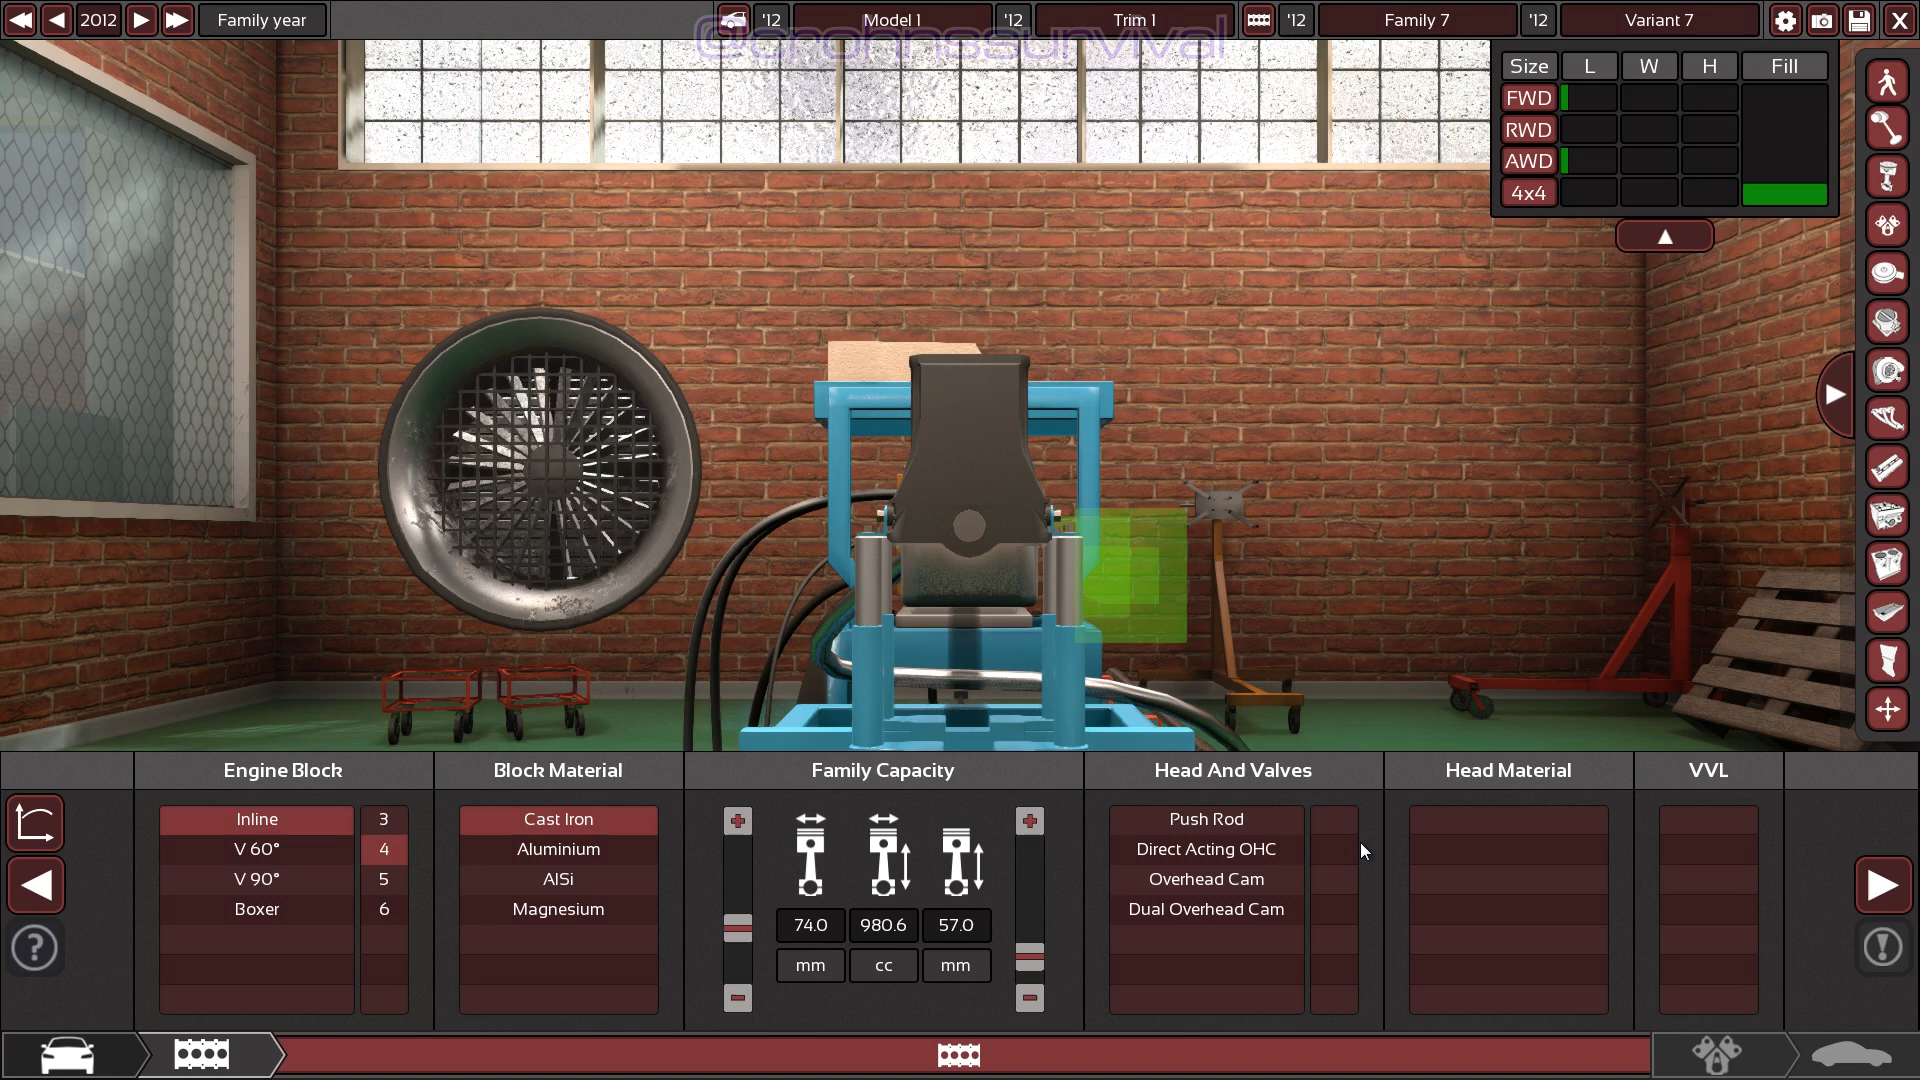 2012 Family year '12 Model 1 '12 Trim 1 '12 Family 7 '12 Variant 7 X
@crohnssurvival
Size L W H Fill
FWD
RWD
AWD
4x4
Engine Block
Inline 3
V 60° 4
V 90° 5
Boxer 6
Block Material
Cast Iron
Aluminium
AlSi
Magnesium
Family Capacity
74.0 980.6 57.0
mm cc mm
Head And Valves
Push Rod
Direct Acting OHC
Overhead Cam
Dual Overhead Cam
Head Material
VVL
?